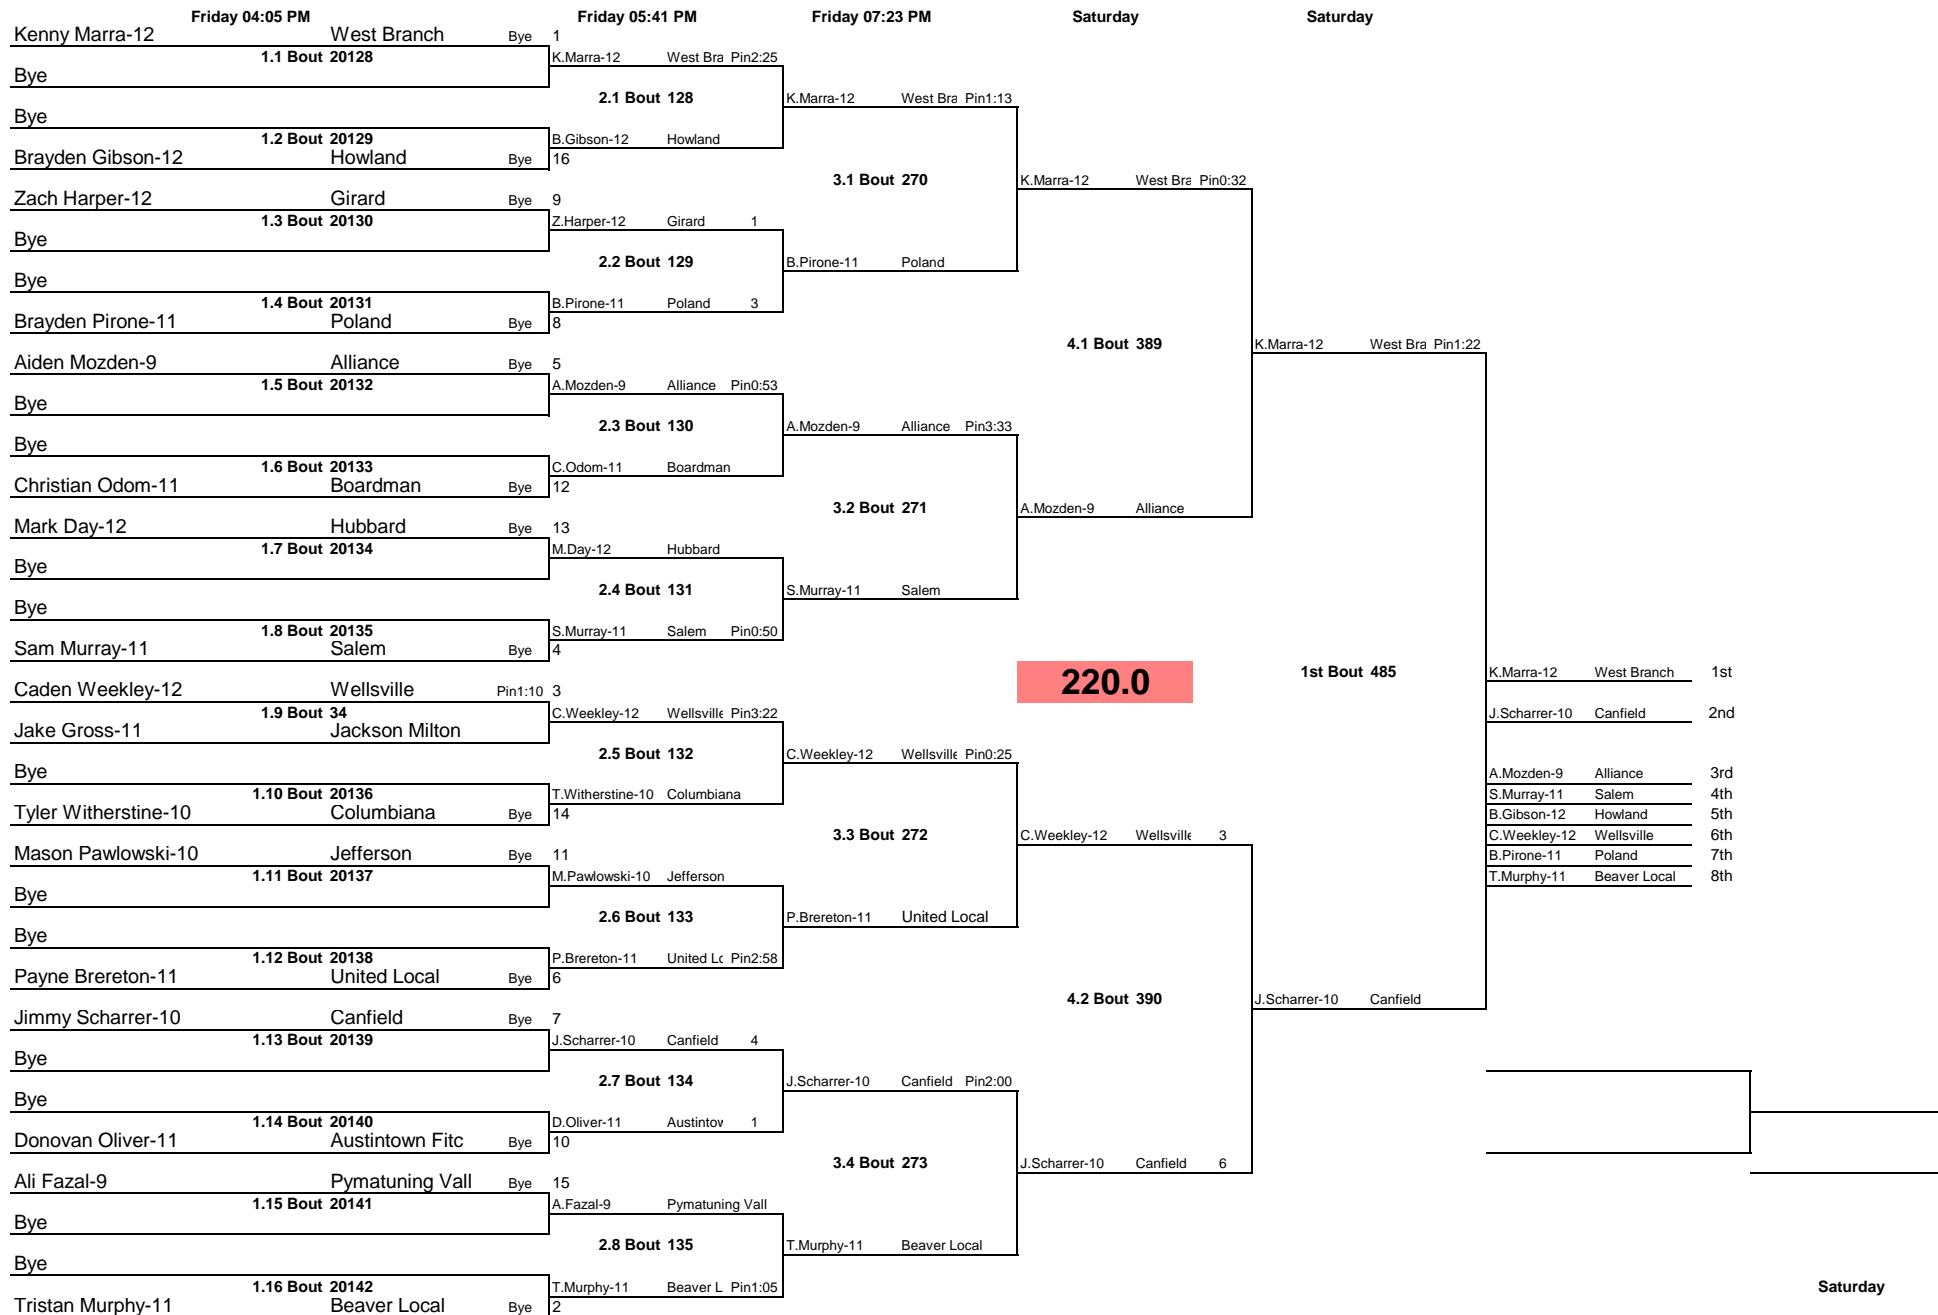 Friday 04:05 PM Friday 05:41 PM Friday 07:23 PM Saturday Saturday
Kenny Marra-12 West Branch Bye 1
1.1 Bout 20128 K.Marra-12 West Bra Pin2:25
Bye
2.1 Bout 128 K.Marra-12 West Bra Pin1:13
Bye
1.2 Bout 20129 B.Gibson-12 Howland
Brayden Gibson-12 Howland Bye 16
3.1 Bout 270 K.Marra-12 West Bra Pin0:32
Zach Harper-12 Girard Bye 9
1.3 Bout 20130 Z.Harper-12 Girard 1
Bye
2.2 Bout 129 B.Pirone-11 Poland
Bye
1.4 Bout 20131 B.Pirone-11 Poland 3
Brayden Pirone-11 Poland Bye 8
4.1 Bout 389 K.Marra-12 West Bra Pin1:22
Aiden Mozden-9 Alliance Bye 5
1.5 Bout 20132 A.Mozden-9 Alliance Pin0:53
Bye
2.3 Bout 130 A.Mozden-9 Alliance Pin3:33
Bye
1.6 Bout 20133 C.Odom-11 Boardman
Christian Odom-11 Boardman Bye 12
3.2 Bout 271 A.Mozden-9 Alliance
Mark Day-12 Hubbard Bye 13
1.7 Bout 20134 M.Day-12 Hubbard
Bye
2.4 Bout 131 S.Murray-11 Salem
Bye
1.8 Bout 20135 S.Murray-11 Salem Pin0:50
Sam Murray-11 Salem Bye 4
220.0 1st Bout 485 K.Marra-12 West Branch 1st
Caden Weekley-12 Wellsville Pin1:10 3
1.9 Bout 34 C.Weekley-12 Wellsville Pin3:22 J.Scharrer-10 Canfield 2nd
Jake Gross-11 Jackson Milton
2.5 Bout 132 C.Weekley-12 Wellsville Pin0:25
Bye A.Mozden-9 Alliance 3rd
1.10 Bout 20136 T.Witherstine-10 Columbiana S.Murray-11 Salem 4th
Tyler Witherstine-10 Columbiana Bye 14 B.Gibson-12 Howland 5th
3.3 Bout 272 C.Weekley-12 Wellsville 3 C.Weekley-12 Wellsville 6th
Mason Pawlowski-10 Jefferson Bye 11 B.Pirone-11 Poland 7th
1.11 Bout 20137 M.Pawlowski-10 Jefferson T.Murphy-11 Beaver Local 8th
Bye
2.6 Bout 133 P.Brereton-11 United Local
Bye
1.12 Bout 20138 P.Brereton-11 United Lc Pin2:58
Payne Brereton-11 United Local Bye 6
4.2 Bout 390 J.Scharrer-10 Canfield
Jimmy Scharrer-10 Canfield Bye 7
1.13 Bout 20139 J.Scharrer-10 Canfield 4
Bye
2.7 Bout 134 J.Scharrer-10 Canfield Pin2:00
Bye
1.14 Bout 20140 D.Oliver-11 Austintov 1
Donovan Oliver-11 Austintown Fitc Bye 10
3.4 Bout 273 J.Scharrer-10 Canfield 6
Ali Fazal-9 Pymatuning Vall Bye 15
1.15 Bout 20141 A.Fazal-9 Pymatuning Vall
Bye
2.8 Bout 135 T.Murphy-11 Beaver Local
Bye
1.16 Bout 20142 T.Murphy-11 Beaver L Pin1:05 Saturday
Tristan Murphy-11 Beaver Local Bye 2